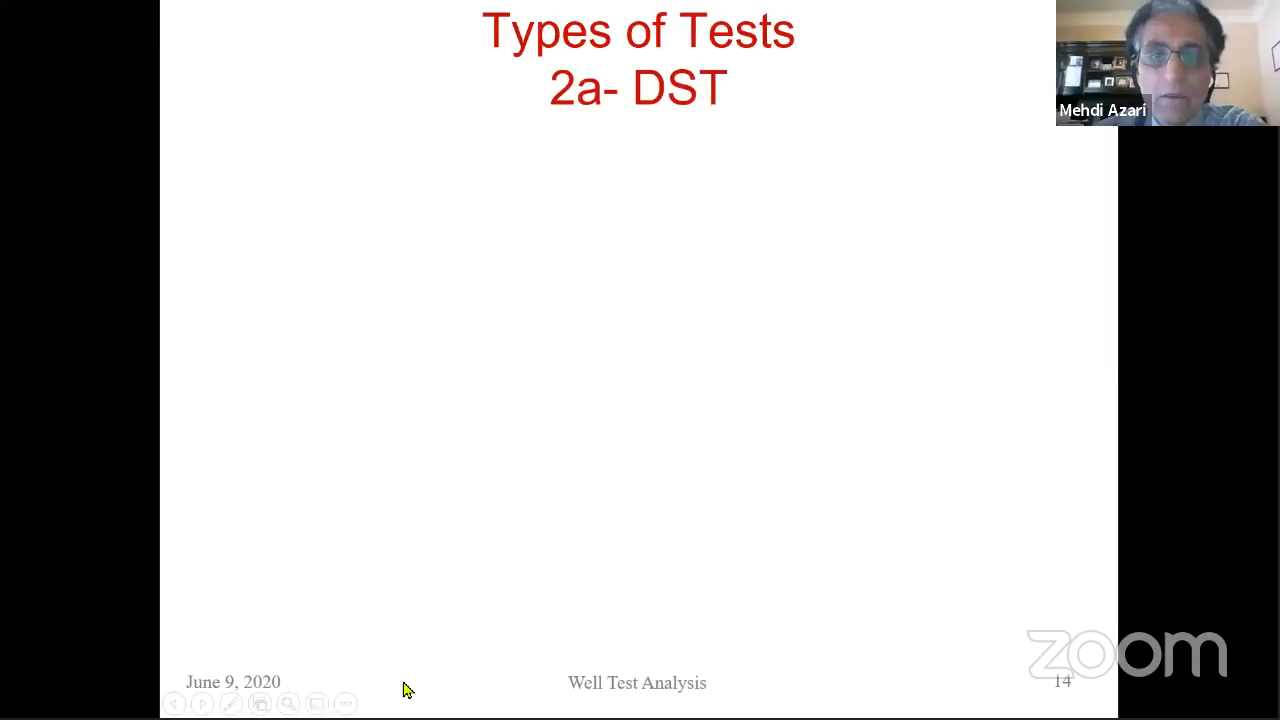 Types of Tests
2a- DST
Mehdi Azari
June 9, 2020
Well Test Analysis
14
zoom